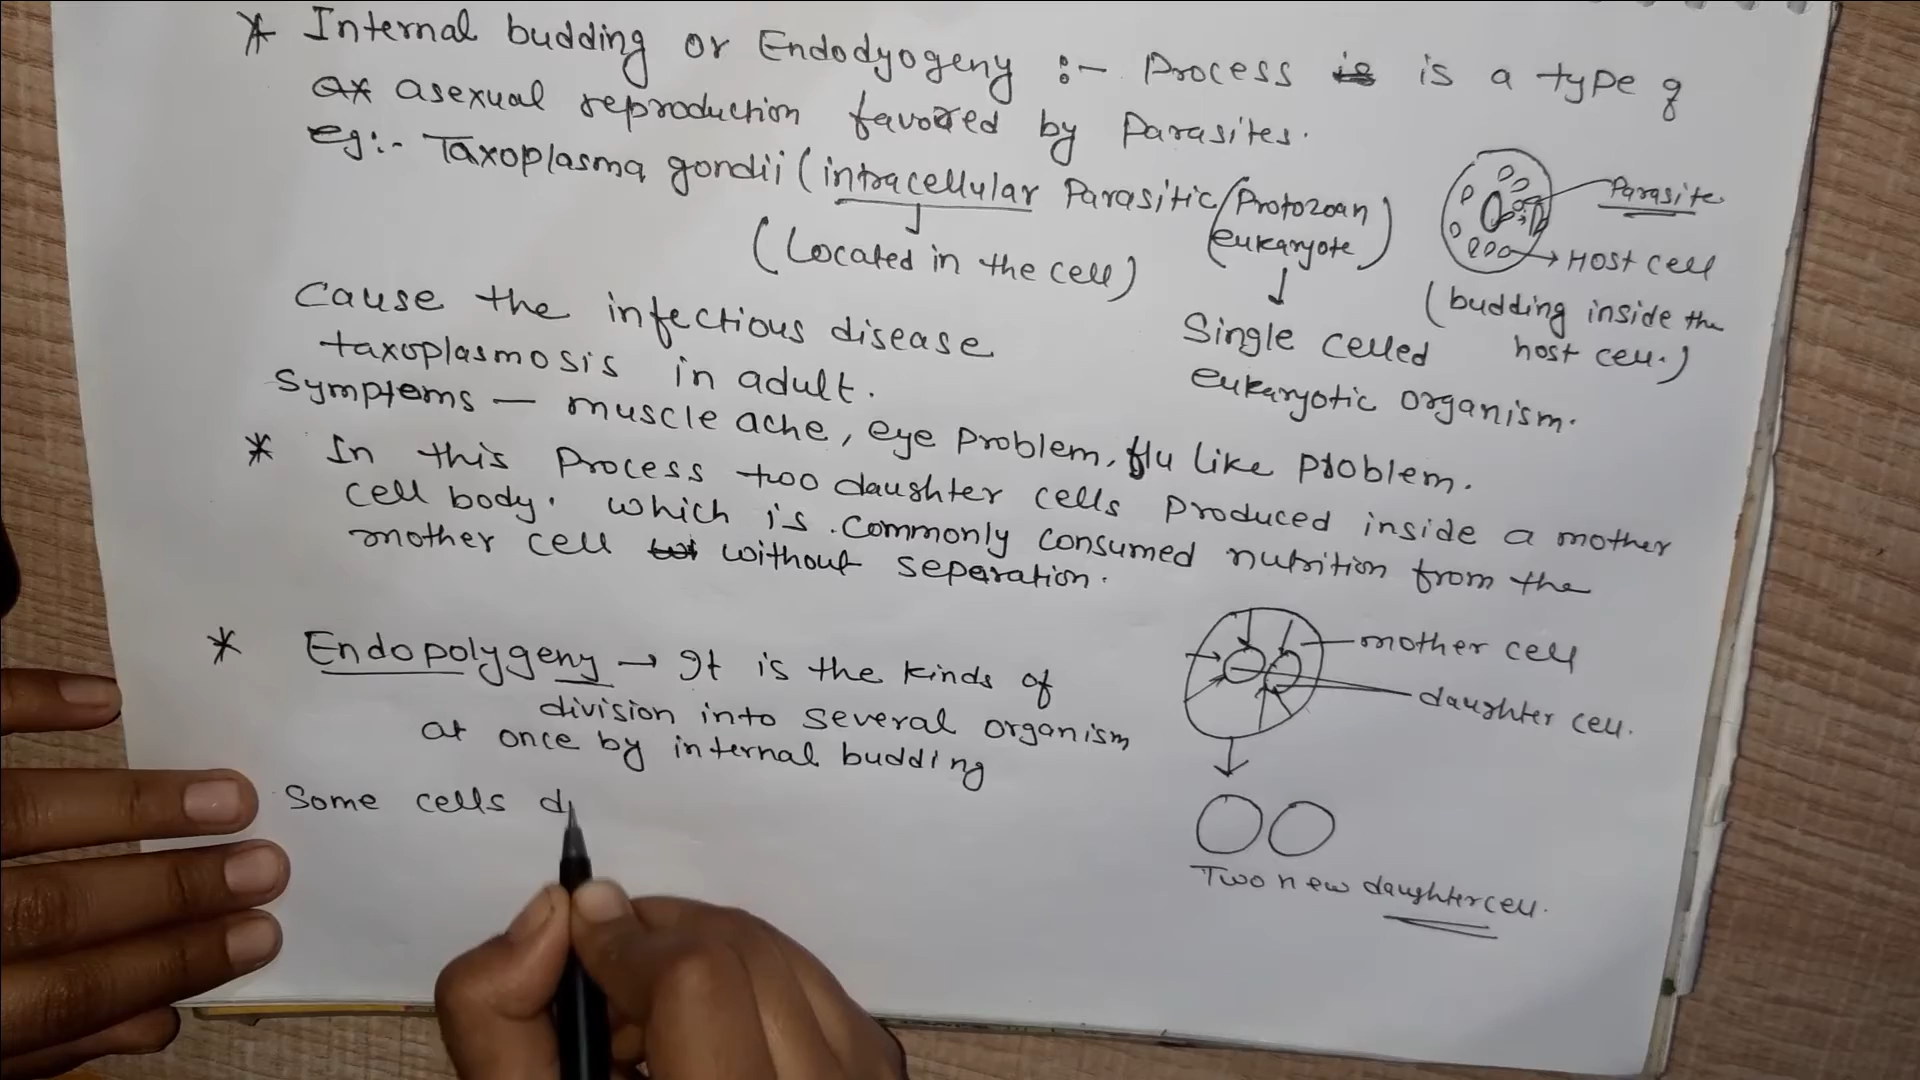 * Internal budding or Endodyogeny :- Process is is a type of
asexual reproduction favored by Parasites.
eg:- Taxoplasma gondii (intracellular Parasitic/Protozoan
eukaryote)
(Located in the cell)
Parasite
Host cell
(budding inside the
host cell.)
Single celled
eukaryotic organism.
Cause the infectious disease
taxoplasmosis in adult.
Symptoms — muscle ache, eye problem, flu like problem.
* In this Process two daughter cells produced inside a mother
cell body. which is commonly consumed nutrition from the
mother cell without separation.
* Endopolygeny → It is the kinds of
division into several organism
at once by internal budding
mother cell
daughter cell.
Two new daughter cell.
Some cells d